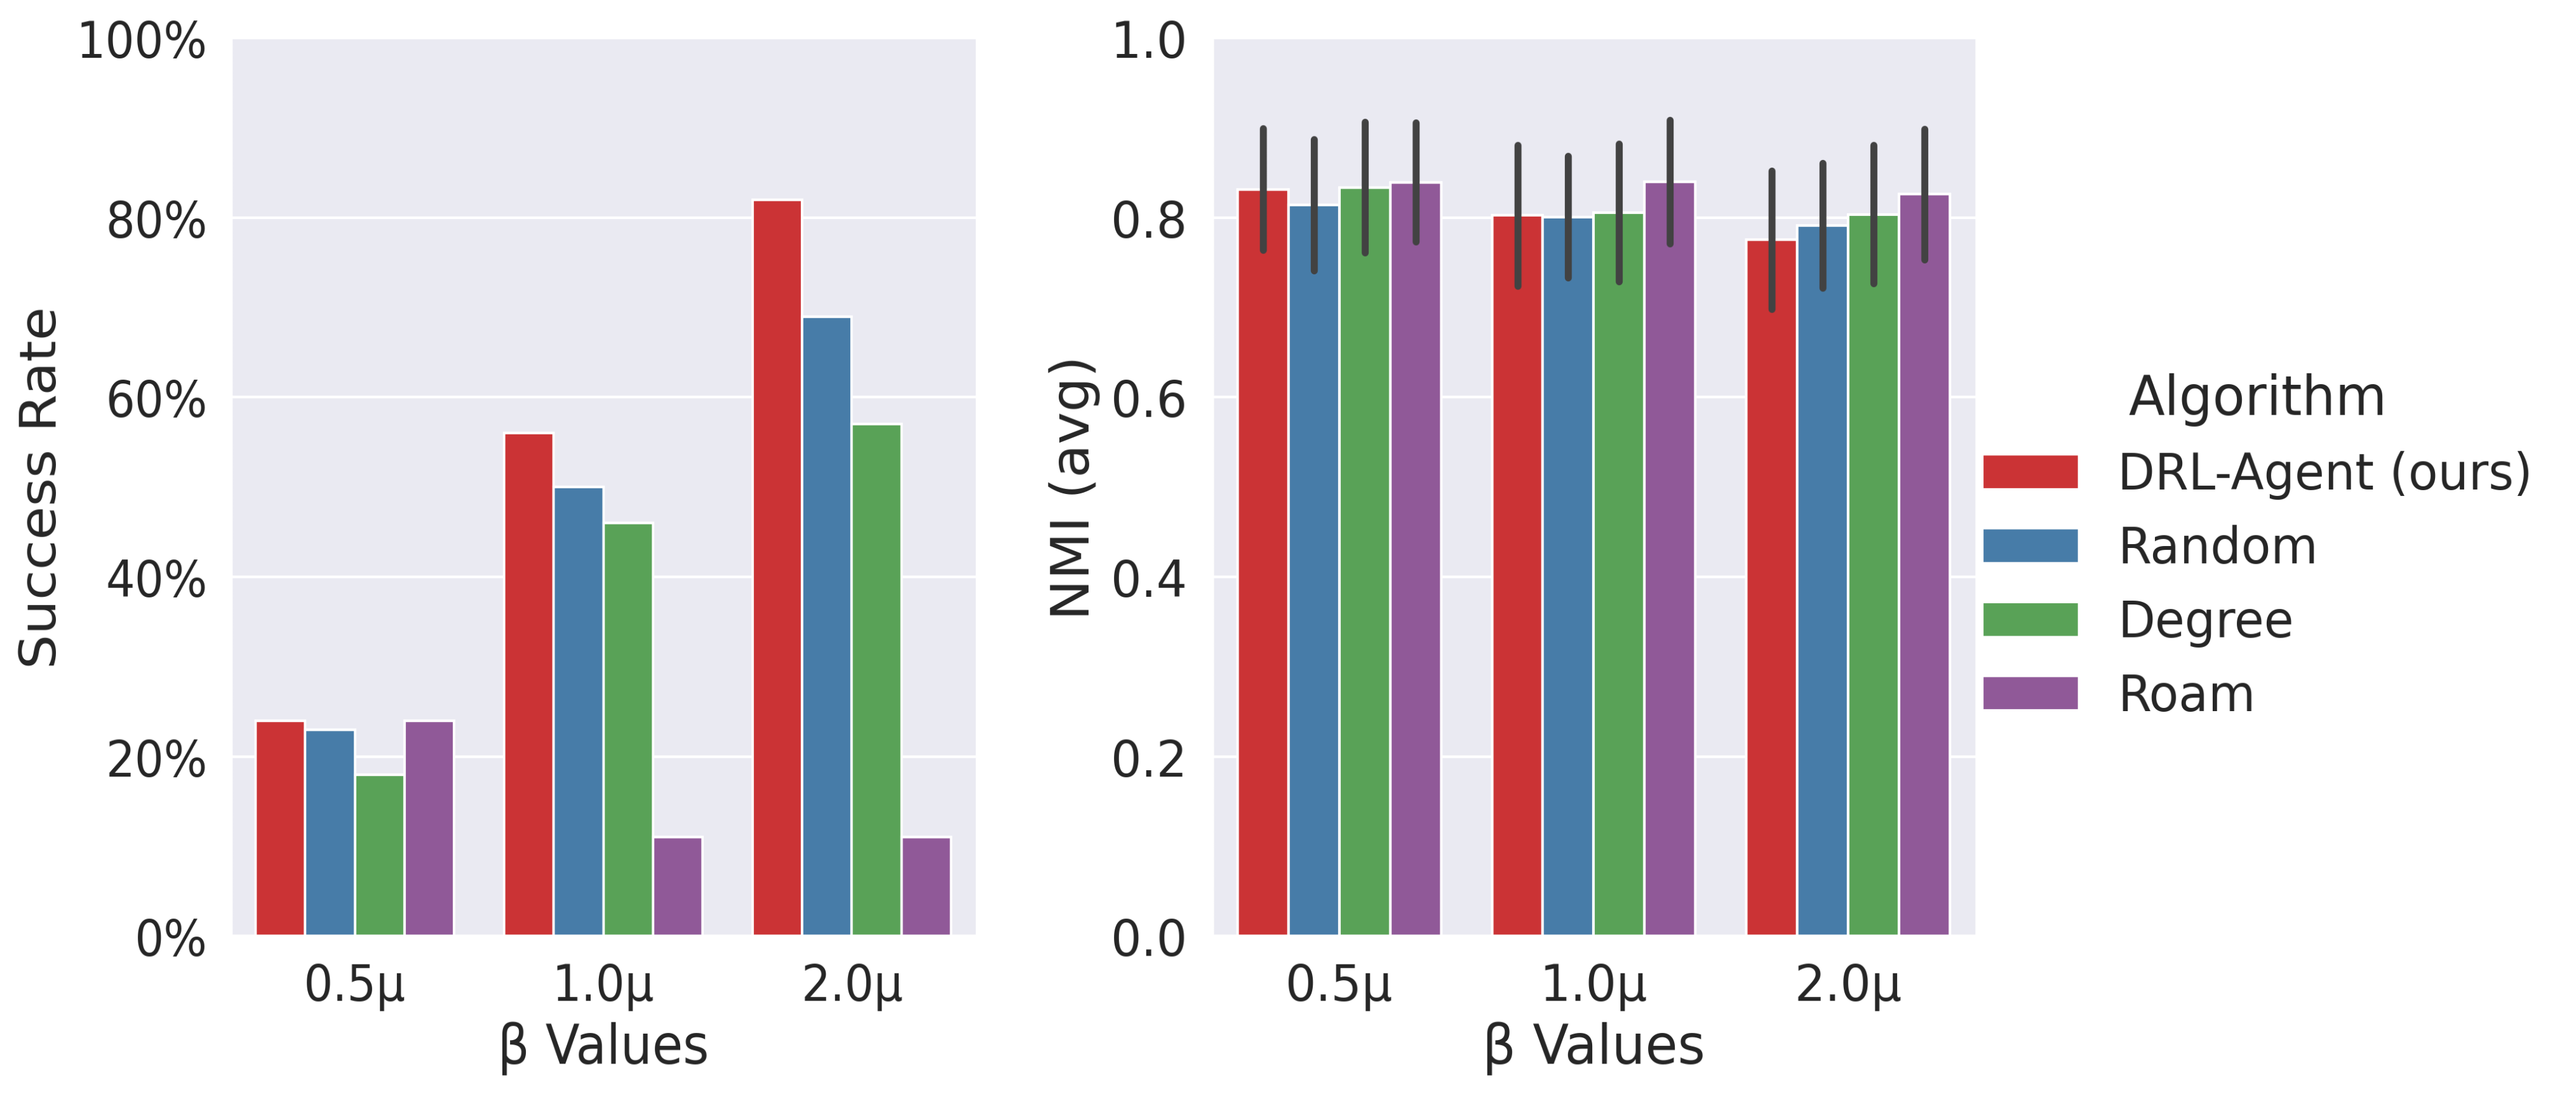 100%
80%
60%
40%
20%
0%
Success Rate
0.5μ 1.0μ 2.0μ
β Values
1.0
0.8
0.6
0.4
0.2
0.0
NMI (avg)
0.5μ 1.0μ 2.0μ
β Values
Algorithm
DRL-Agent (ours)
Random
Degree
Roam